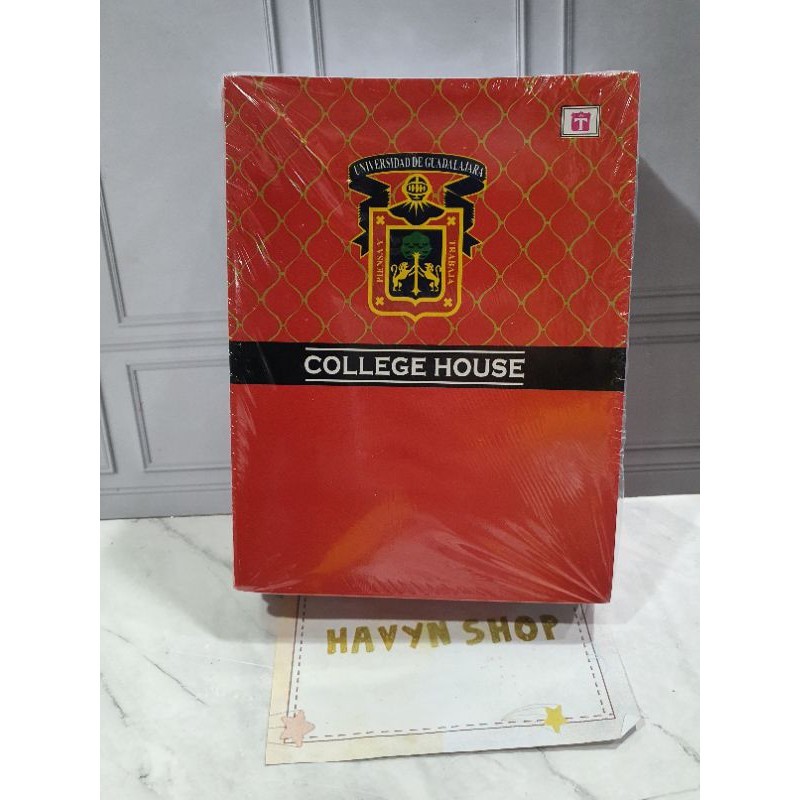 UNIVERSIDAD DE GUADALAJARA
T
PIENSA Y
TRABAJA
COLLEGE HOUSE
HAVYN SHOP